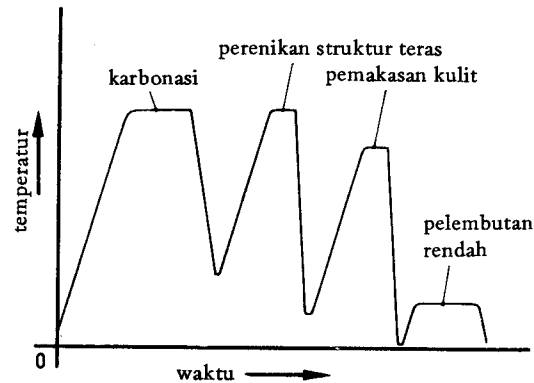 perenikan struktur teras
karbonasi
pemakasan kulit
temperatur
pelembutan
rendah
0
waktu